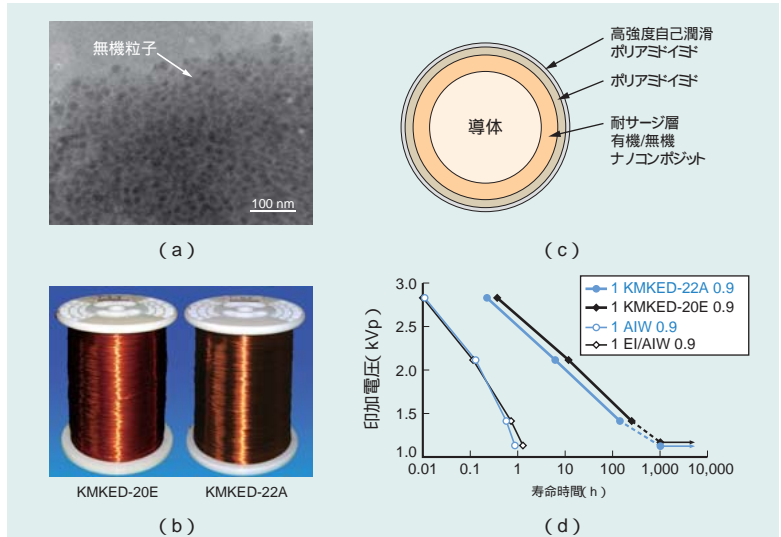 無機粒子
100 nm
(a)
高強度自己潤滑
ポリアミドイミド
ポリアミドイミド
導体
耐サージ層
有機/無機
ナノコンポジット
(c)
KMKED-20E
KMKED-22A
(b)
1 KMKED-22A 0.9
1 KMKED-20E 0.9
1 AIW 0.9
1 EI/AIW 0.9
印加電圧(kVp)
3.0
2.5
2.0
1.5
1.0
0.01
0.1
1
10
100
1,000
10,000
寿命時間(h)
(d)